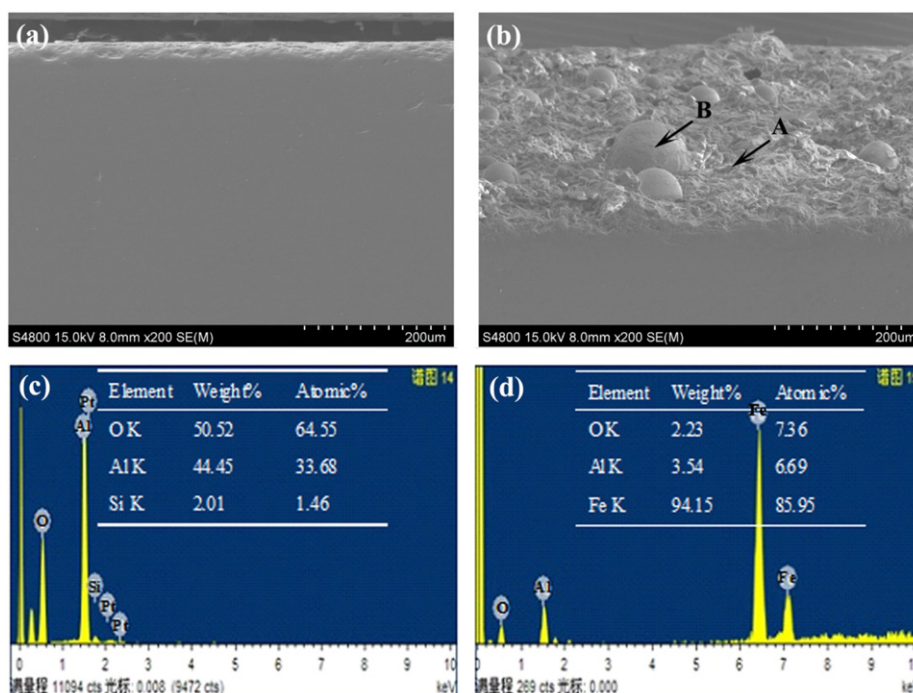 (a)
S4800 15.0kV 8.0mm x200 SE(M) 200um
(b)
B
A
S4800 15.0kV 8.0mm x200 SE(M) 200um
(c)
谱图 14
Element Weight% Atomic%
O K 50.52 64.55
Al K 44.45 33.68
Si K 2.01 1.46
Pt
Al
O
Si
Pt
Pt
0 1 2 3 4 5 6 7 8 9 10
满量程 11094 cts 光标: 0.008 (9472 cts) keV
(d)
谱图
Element Weight% Atomic%
O K 2.23 7.36
Al K 3.54 6.69
Fe K 94.15 85.95
Fe
Fe
Al
O
0 1 2 3 4 5 6 7 8 9
满量程 269 cts 光标: 0.000 keV